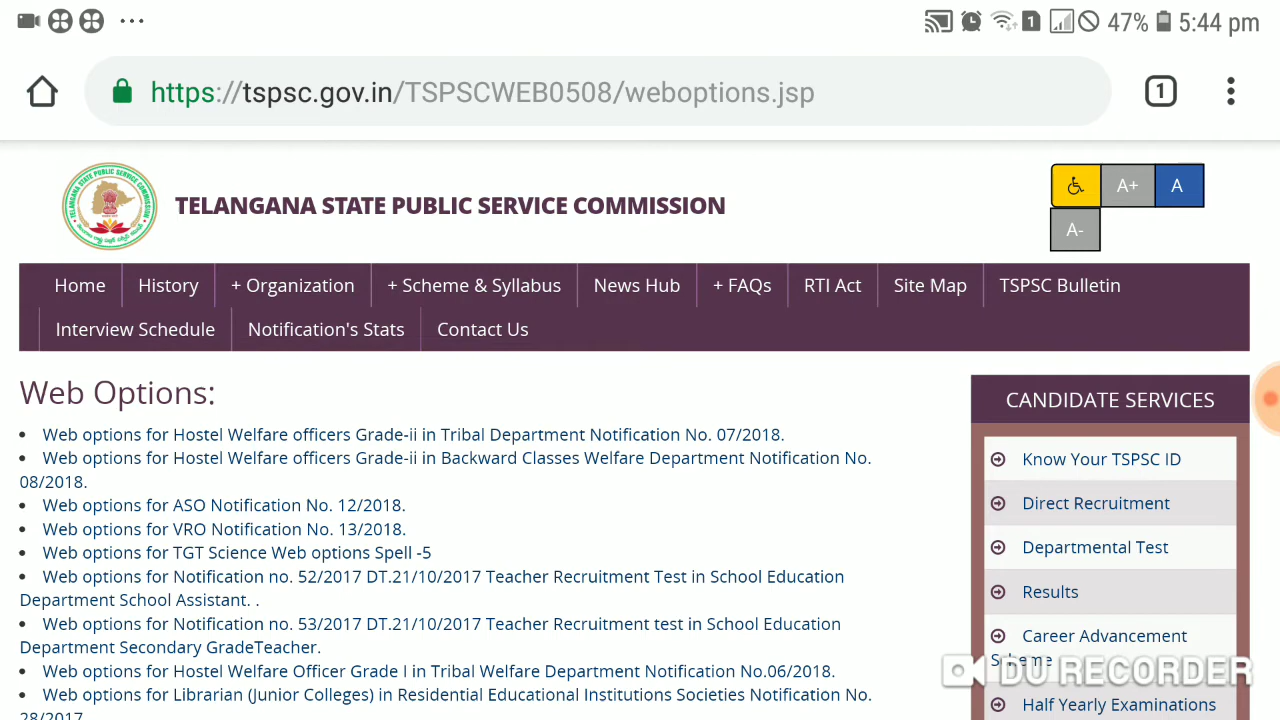 47% 5:44 pm
https://tspsc.gov.in/TSPSCWEB0508/weboptions.jsp
1
TELANGANA STATE PUBLIC SERVICE COMMISSION
A+ A
A-
Home History + Organization + Scheme & Syllabus News Hub + FAQs RTI Act Site Map TSPSC Bulletin
Interview Schedule Notification's Stats Contact Us
Web Options:
Web options for Hostel Welfare officers Grade-ii in Tribal Department Notification No. 07/2018.
Web options for Hostel Welfare officers Grade-ii in Backward Classes Welfare Department Notification No.
08/2018.
Web options for ASO Notification No. 12/2018.
Web options for VRO Notification No. 13/2018.
Web options for TGT Science Web options Spell -5
Web options for Notification no. 52/2017 DT.21/10/2017 Teacher Recruitment Test in School Education
Department School Assistant. .
Web options for Notification no. 53/2017 DT.21/10/2017 Teacher Recruitment test in School Education
Department Secondary GradeTeacher.
Web options for Hostel Welfare Officer Grade I in Tribal Welfare Department Notification No.06/2018.
Web options for Librarian (Junior Colleges) in Residential Educational Institutions Societies Notification No.
28/2017
CANDIDATE SERVICES
Know Your TSPSC ID
Direct Recruitment
Departmental Test
Results
Career Advancement
Scheme
Half Yearly Examinations
DU RECORDER